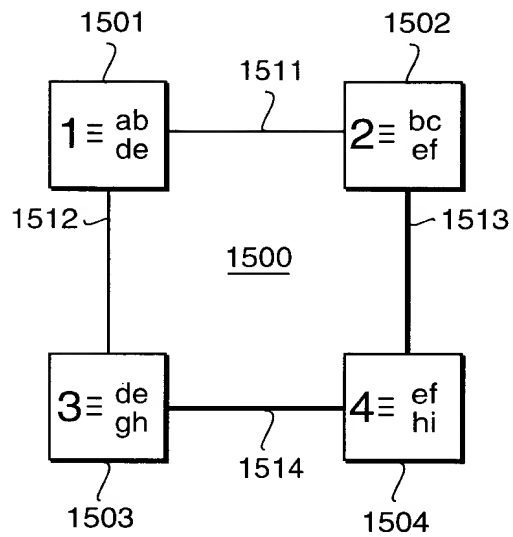 1501
1502
1511
1 ≡ ab
de
2 ≡ bc
ef
1512
1513
1500
3 ≡ de
gh
4 ≡ ef
hi
1514
1503
1504